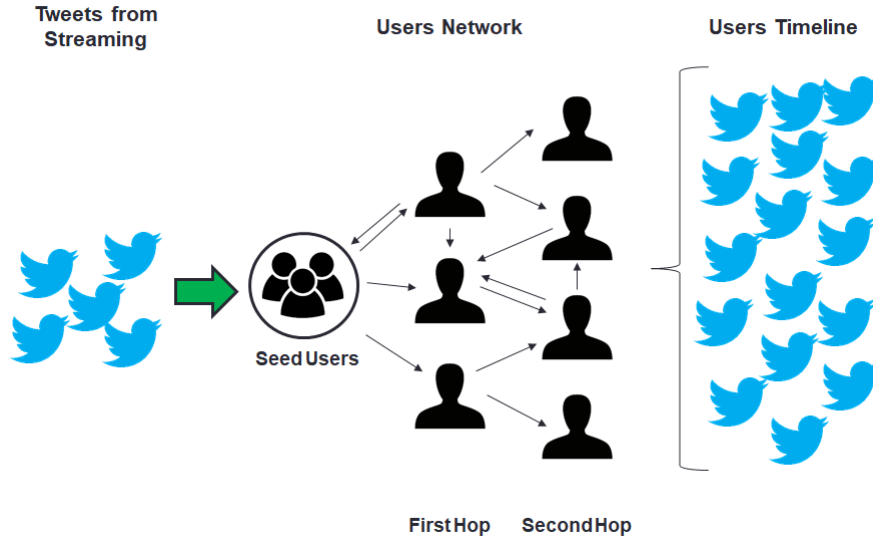 Tweets from
Streaming
Users Network
Users Timeline
Seed Users
First Hop
Second Hop